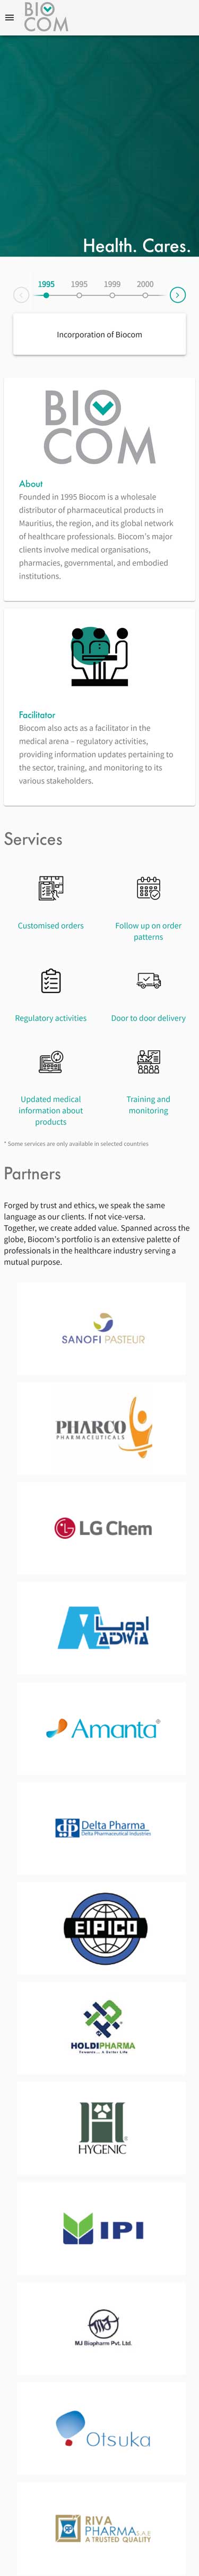 BIO
COM
Health. Cares.
1995
1995
1999
2000
Incorporation of Biocom
BIO
COM
About
Founded in 1995 Biocom is a wholesale
distributor of pharmaceutical products in
Mauritius, the region, and its global network
of healthcare professionals. Biocom's major
clients involve medical organisations,
pharmacies, governmental, and embodied
institutions.
Facilitator
Biocom also acts as a facilitator in the
medical arena – regulatory activities,
providing information updates pertaining to
the sector, training, and monitoring to its
various stakeholders.
Services
Customised orders
Follow up on order
patterns
Regulatory activities
Door to door delivery
Updated medical
information about
products
Training and
monitoring
* Some services are only available in selected countries
Partners
Forged by trust and ethics, we speak the same
language as our clients. If not vice-versa.
Together, we create added value. Spanned across the
globe, Biocom's portfolio is an extensive palette of
professionals in the healthcare industry serving a
mutual purpose.
SANOFI PASTEUR
PHARCO
PHARMACEUTICALS
LG Chem
ادويا
ADWIA
Amanta
dp Delta Pharma
Delta Pharmaceutical Industries
EIPICO
HOLDIPHARMA
Towards... A Better Life
HYGENIC
IPI
MJ Biopharm Pvt. Ltd.
Otsuka
RIVA
PHARMA S.A.E
A TRUSTED QUALITY